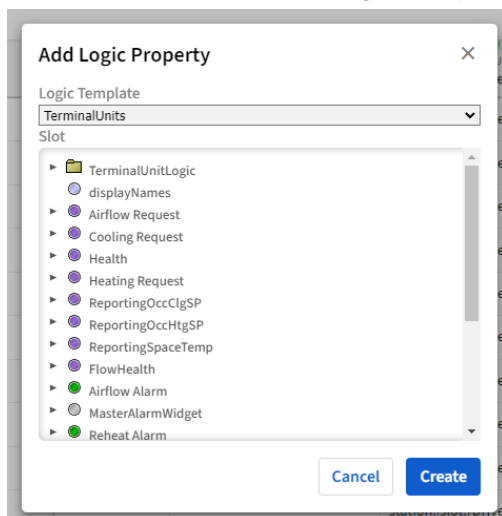 Add Logic Property
Logic Template
TerminalUnits
Slot
TerminalUnitLogic
displayNames
Airflow Request
Cooling Request
Health
Heating Request
ReportingOccClgSP
ReportingOccHtgSP
ReportingSpaceTemp
FlowHealth
Airflow Alarm
MasterAlarmWidget
Reheat Alarm
Cancel
Create